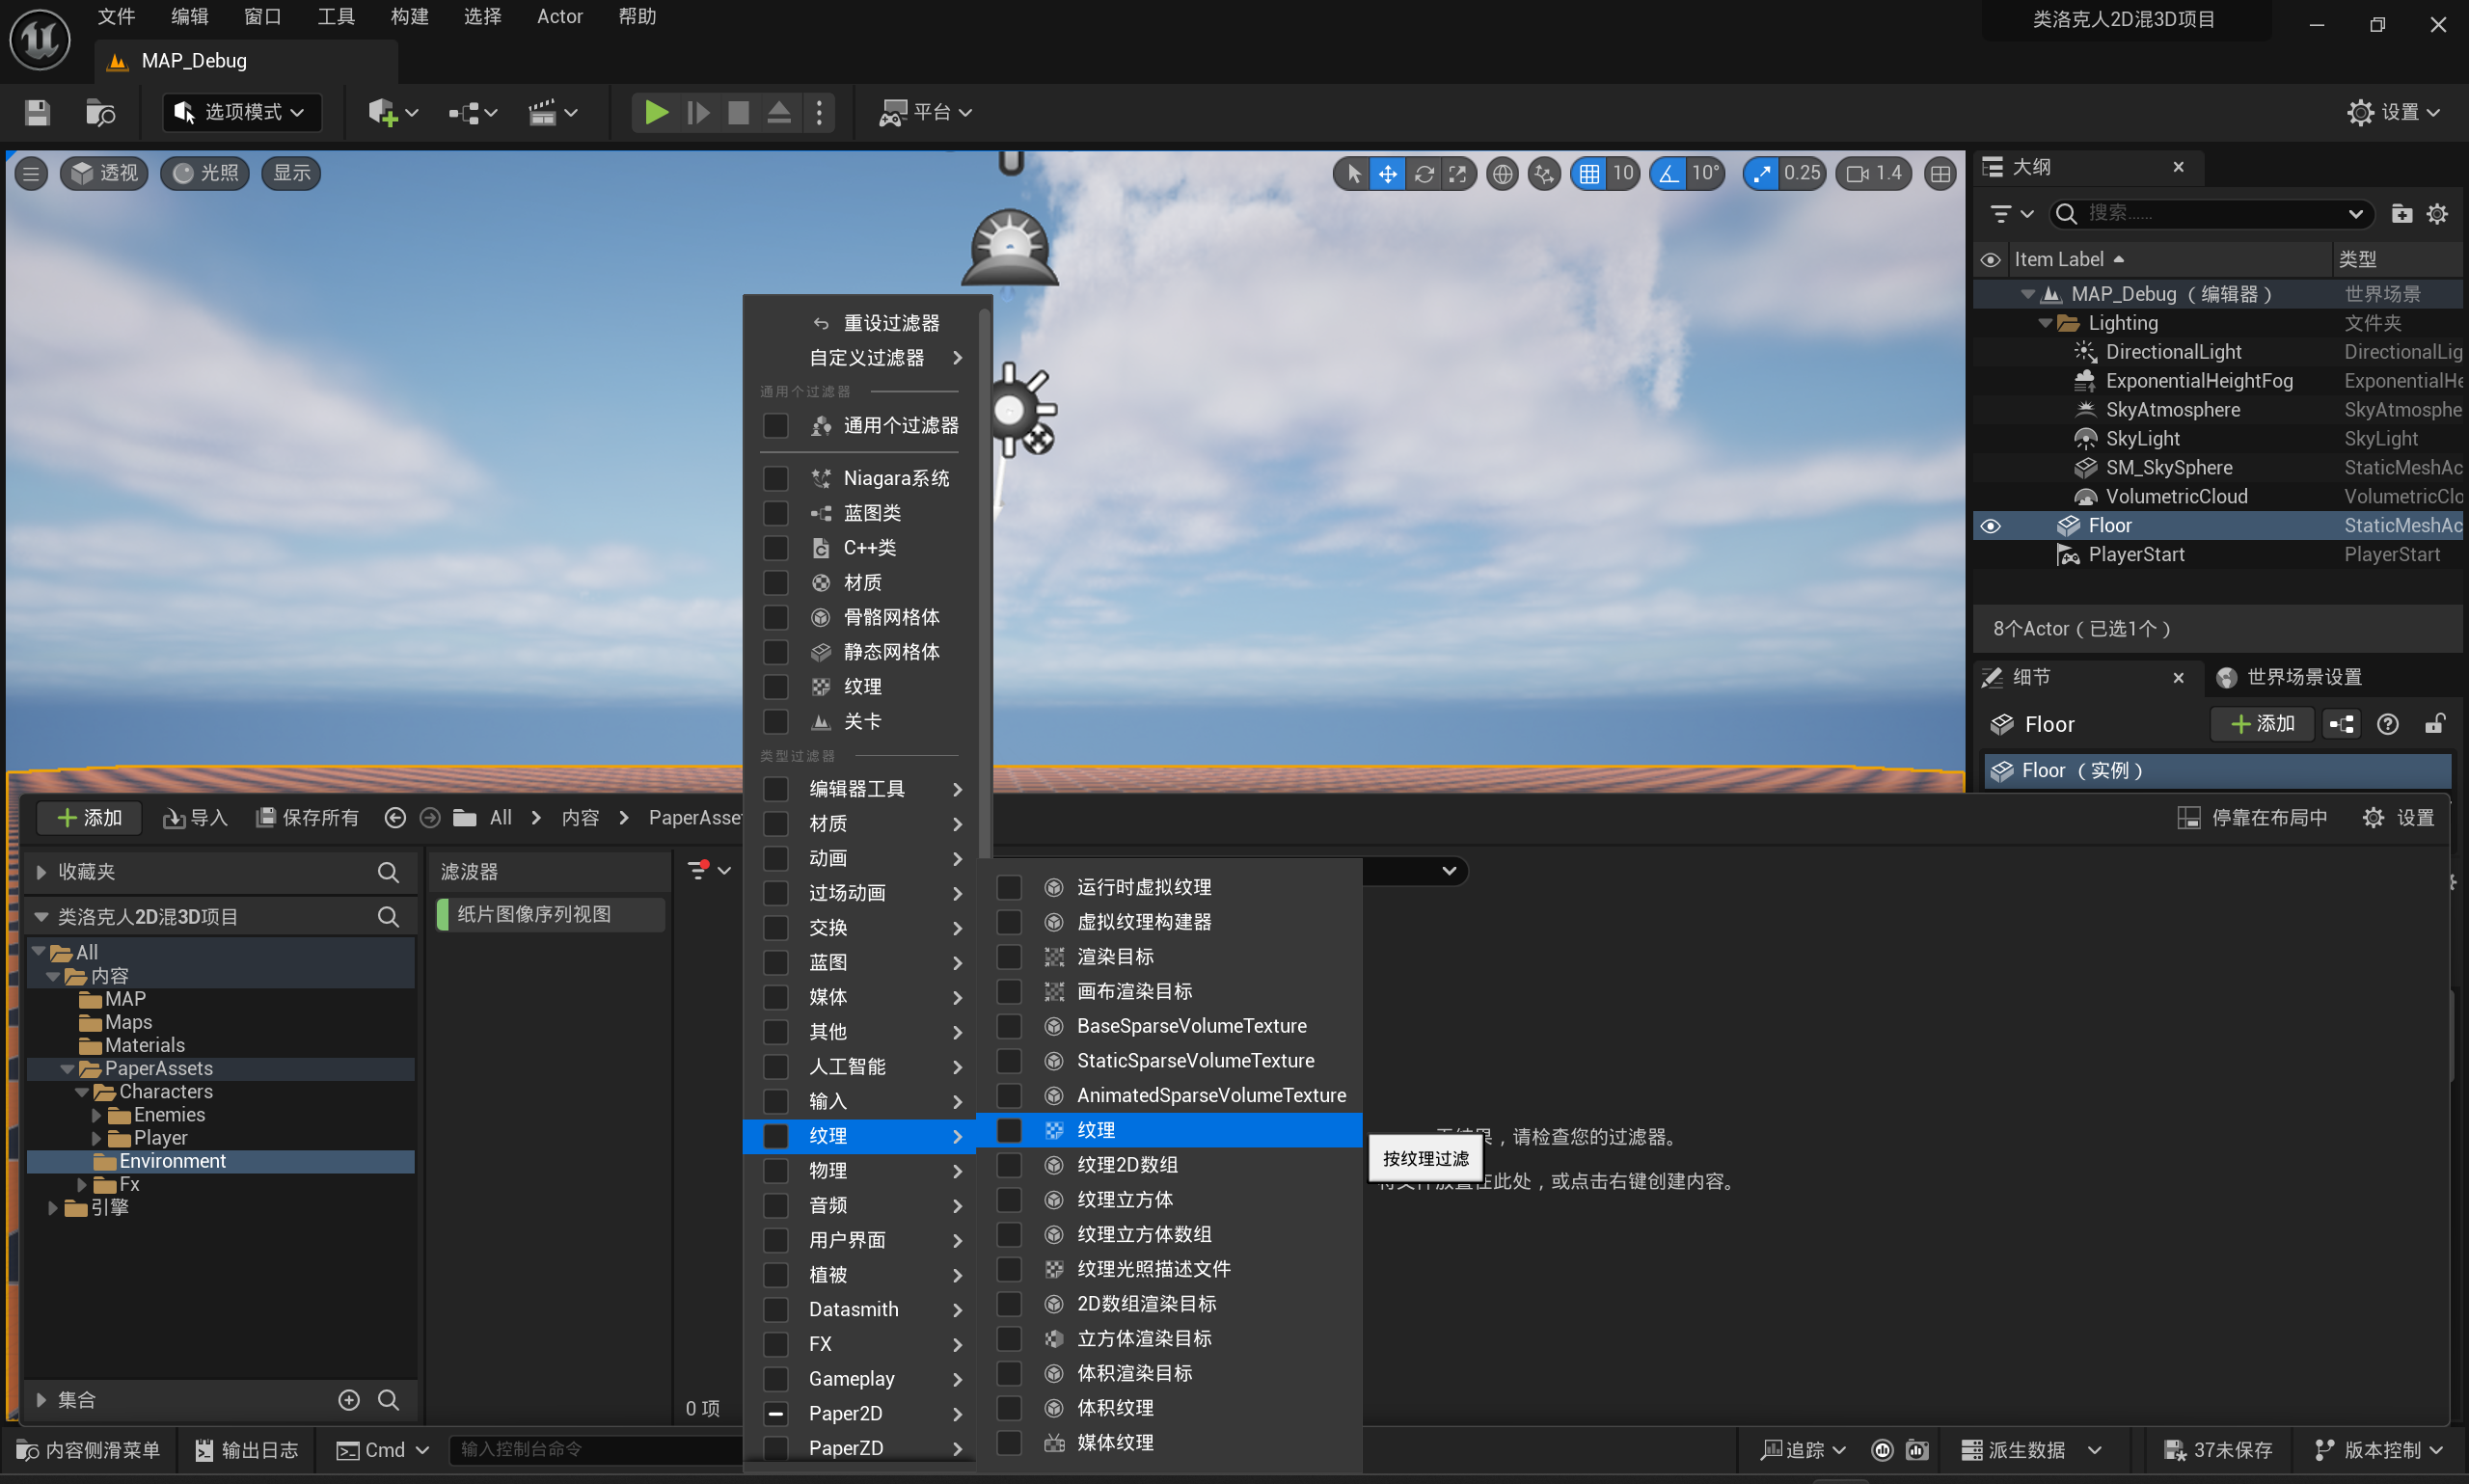 文件 编辑 窗口 工具 构建 选择 Actor 帮助
类洛克人2D混3D项目
MAP_Debug
选项模式
平台
设置
透视 光照 显示
10 10° 0.25 1.4
大纲
搜索......
Item Label 类型
MAP_Debug （编辑器） 世界场景
Lighting 文件夹
DirectionalLight DirectionalLig
ExponentialHeightFog ExponentialHe
SkyAtmosphere SkyAtmosphe
SkyLight SkyLight
SM_SkySphere StaticMeshAc
VolumetricCloud VolumetricClo
Floor StaticMeshAc
PlayerStart PlayerStart
8个Actor（已选1个）
细节 世界场景设置
Floor 添加
Floor （实例）
重设过滤器
自定义过滤器
通用个过滤器
通用个过滤器
Niagara系统
蓝图类
C++类
材质
骨骼网格体
静态网格体
纹理
关卡
类型过滤器
编辑器工具
材质
动画
过场动画
交换
蓝图
媒体
其他
人工智能
输入
纹理
物理
音频
用户界面
植被
Datasmith
FX
Gameplay
Paper2D
PaperZD
运行时虚拟纹理
虚拟纹理构建器
渲染目标
画布渲染目标
BaseSparseVolumeTexture
StaticSparseVolumeTexture
AnimatedSparseVolumeTexture
纹理
纹理2D数组
纹理立方体
纹理立方体数组
纹理光照描述文件
2D数组渲染目标
立方体渲染目标
体积渲染目标
体积纹理
媒体纹理
按纹理过滤
，请检查您的过滤器。
此处，或点击右键创建内容。
添加 导入 保存所有 All 内容 PaperAsse
停靠在布局中 设置
收藏夹
类洛克人2D混3D项目
All
内容
MAP
Maps
Materials
PaperAssets
Characters
Enemies
Player
Environment
Fx
引擎
集合
滤波器
纸片图像序列视图
0 项
内容侧滑菜单 输出日志 Cmd 输入控制台命令
追踪 派生数据 37未保存 版本控制